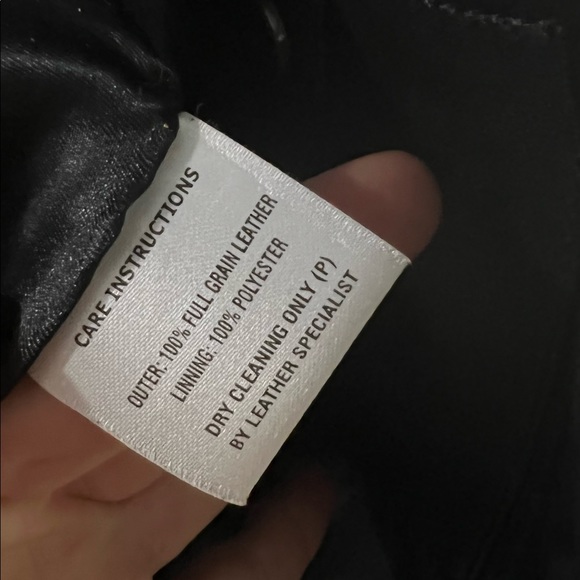 CARE INSTRUCTIONS
OUTER: 100% FULL GRAIN LEATHER
LINNING: 100% POLYESTER
DRY CLEANING ONLY (P)
BY LEATHER SPECIALIST